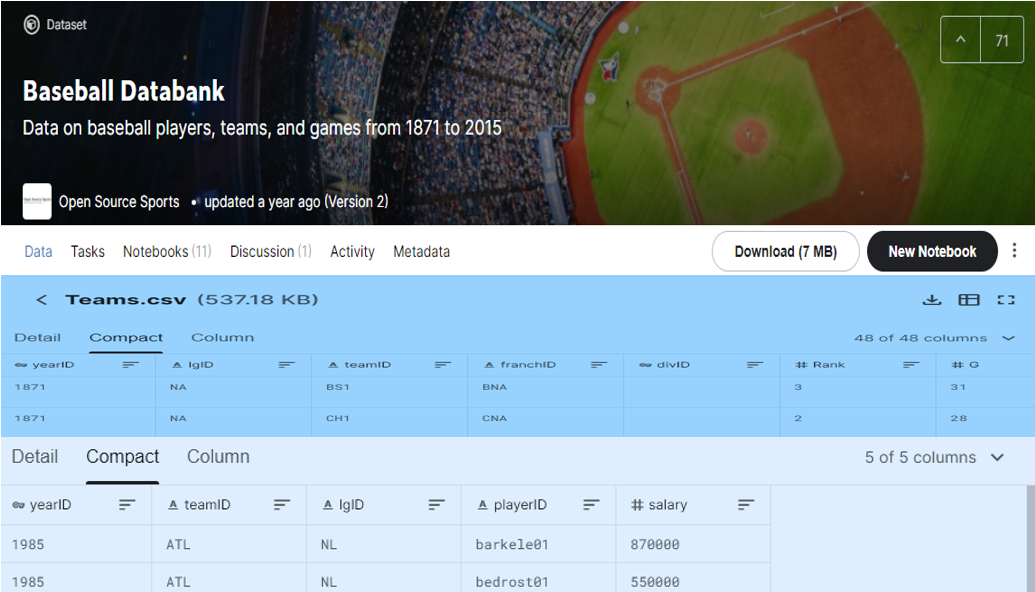 Dataset
71
Baseball Databank
Data on baseball players, teams, and games from 1871 to 2015
Open Source Sports • updated a year ago (Version 2)
Data Tasks Notebooks (11) Discussion (1) Activity Metadata Download (7 MB) New Notebook
Teams.csv (537.18 KB)
Detail Compact Column 48 of 48 columns
yearID lgID teamID franchID divID # Rank # G
1871 NA BS1 BNA 3 31
1871 NA CH1 CNA 2 28
Detail Compact Column 5 of 5 columns
yearID teamID lgID playerID # salary
1985 ATL NL barkele01 870000
1985 ATL NL bedrost01 550000